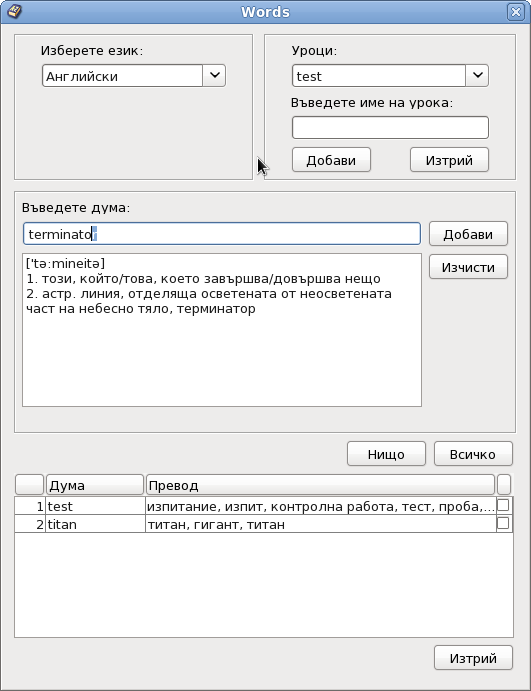 Words
Изберете език:
Английски
Уроци:
test
Въведете име на урока:
Добави
Изтрий
Въведете дума:
terminator
Добави
['tə:mineitə]
1. този, който/това, което завършва/довършва нещо
2. астр. линия, отделяща осветената от неосветената
част на небесно тяло, терминатор
Изчисти
Нищо
Всичко
Дума Превод
1 test изпитание, изпит, контролна работа, тест, проба,...
2 titan титан, гигант, титан
Изтрий